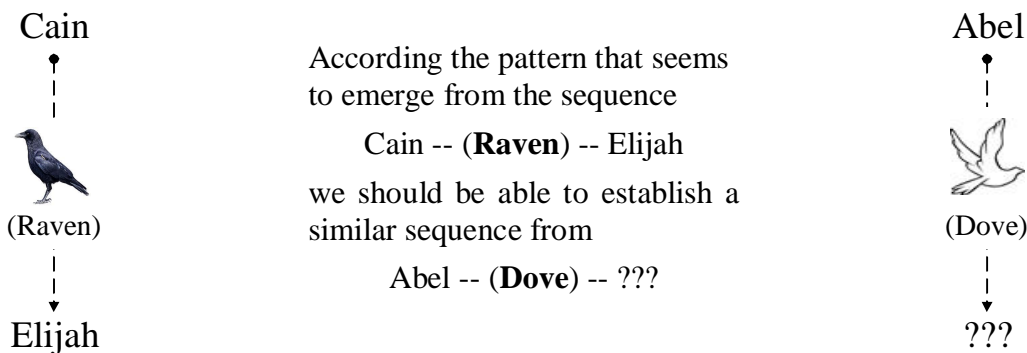 Cain
(Raven)
Elijah
According the pattern that seems
to emerge from the sequence
Cain -- (Raven) -- Elijah
we should be able to establish a
similar sequence from
Abel -- (Dove) -- ???
Abel
(Dove)
???